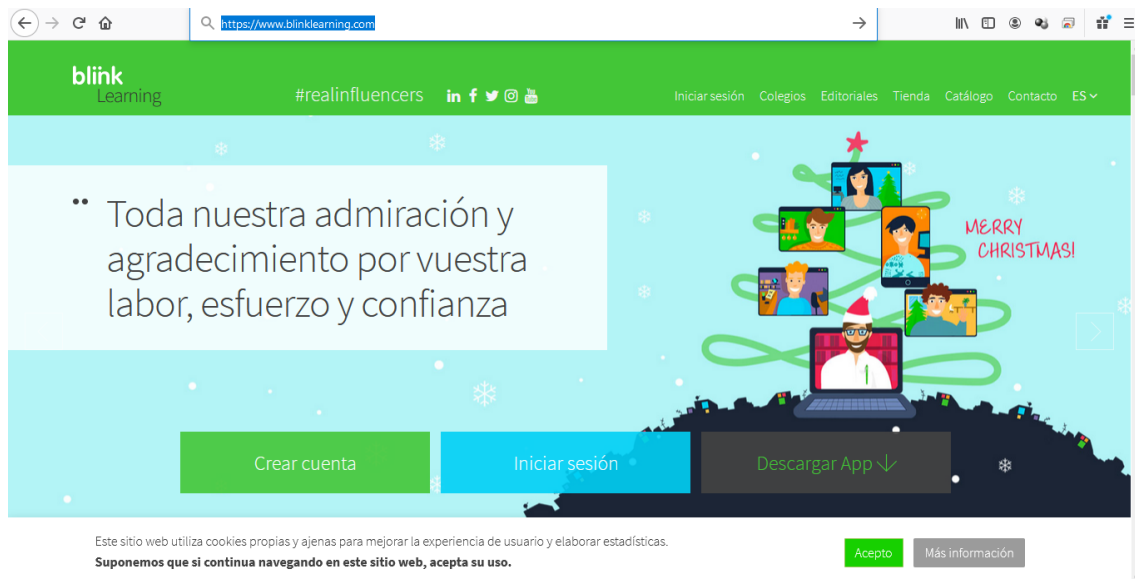 https://www.blinklearning.com
blink
Learning
#realinfluencers
Iniciar sesión Colegios Editoriales Tienda Catálogo Contacto ES
Toda nuestra admiración y
agradecimiento por vuestra
labor, esfuerzo y confianza
MERRY
CHRISTMAS!
Crear cuenta
Iniciar sesión
Descargar App
Este sitio web utiliza cookies propias y ajenas para mejorar la experiencia de usuario y elaborar estadísticas.
Suponemos que si continua navegando en este sitio web, acepta su uso.
Acepto
Más información